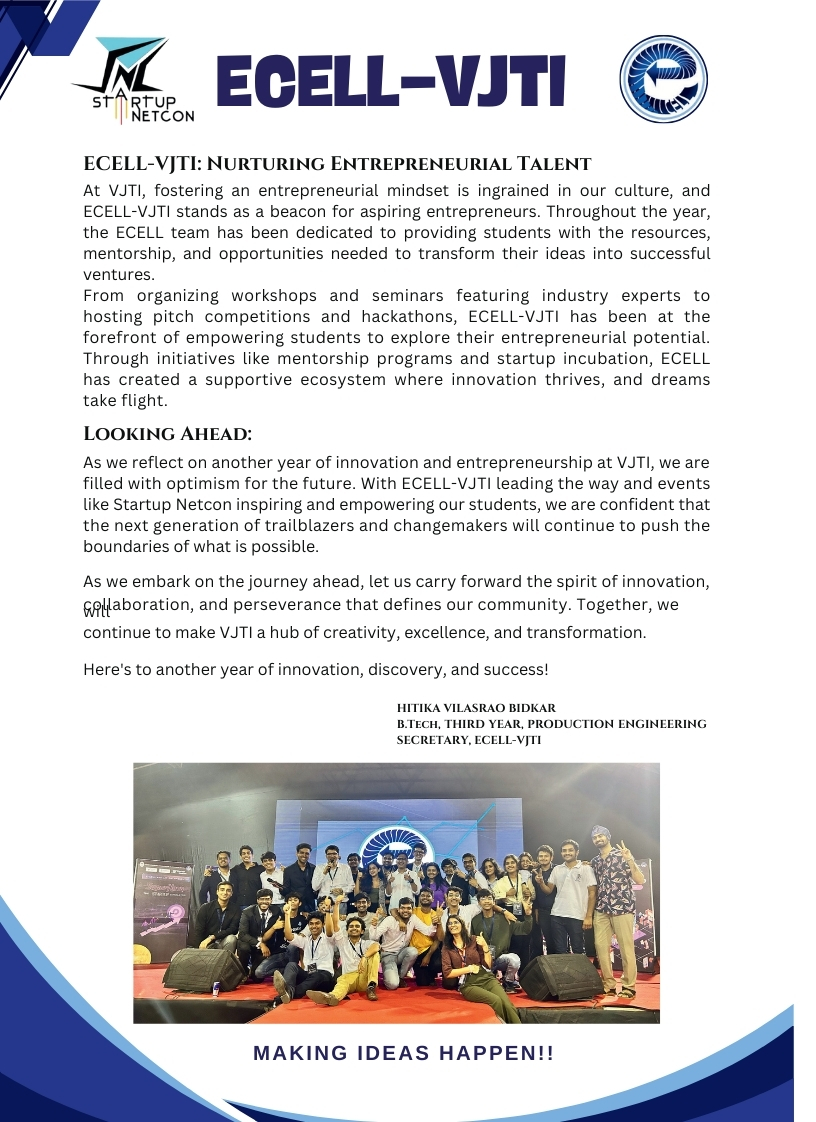 STARTUP
NETCON
ECELL-VJTI
ECELL
ECELL-VJTI: Nurturing Entrepreneurial Talent
At VJTI, fostering an entrepreneurial mindset is ingrained in our culture, and
ECELL-VJTI stands as a beacon for aspiring entrepreneurs. Throughout the year,
the ECELL team has been dedicated to providing students with the resources,
mentorship, and opportunities needed to transform their ideas into successful
ventures.
From organizing workshops and seminars featuring industry experts to
hosting pitch competitions and hackathons, ECELL-VJTI has been at the
forefront of empowering students to explore their entrepreneurial potential.
Through initiatives like mentorship programs and startup incubation, ECELL
has created a supportive ecosystem where innovation thrives, and dreams
take flight.
Looking Ahead:
As we reflect on another year of innovation and entrepreneurship at VJTI, we are
filled with optimism for the future. With ECELL-VJTI leading the way and events
like Startup Netcon inspiring and empowering our students, we are confident that
the next generation of trailblazers and changemakers will continue to push the
boundaries of what is possible.
As we embark on the journey ahead, let us carry forward the spirit of innovation,
collaboration, and perseverance that defines our community. Together, we
will
continue to make VJTI a hub of creativity, excellence, and transformation.
Here's to another year of innovation, discovery, and success!
HITIKA VILASRAO BIDKAR
B.Tech, THIRD YEAR, PRODUCTION ENGINEERING
SECRETARY, ECELL-VJTI
MAKING IDEAS HAPPEN!!